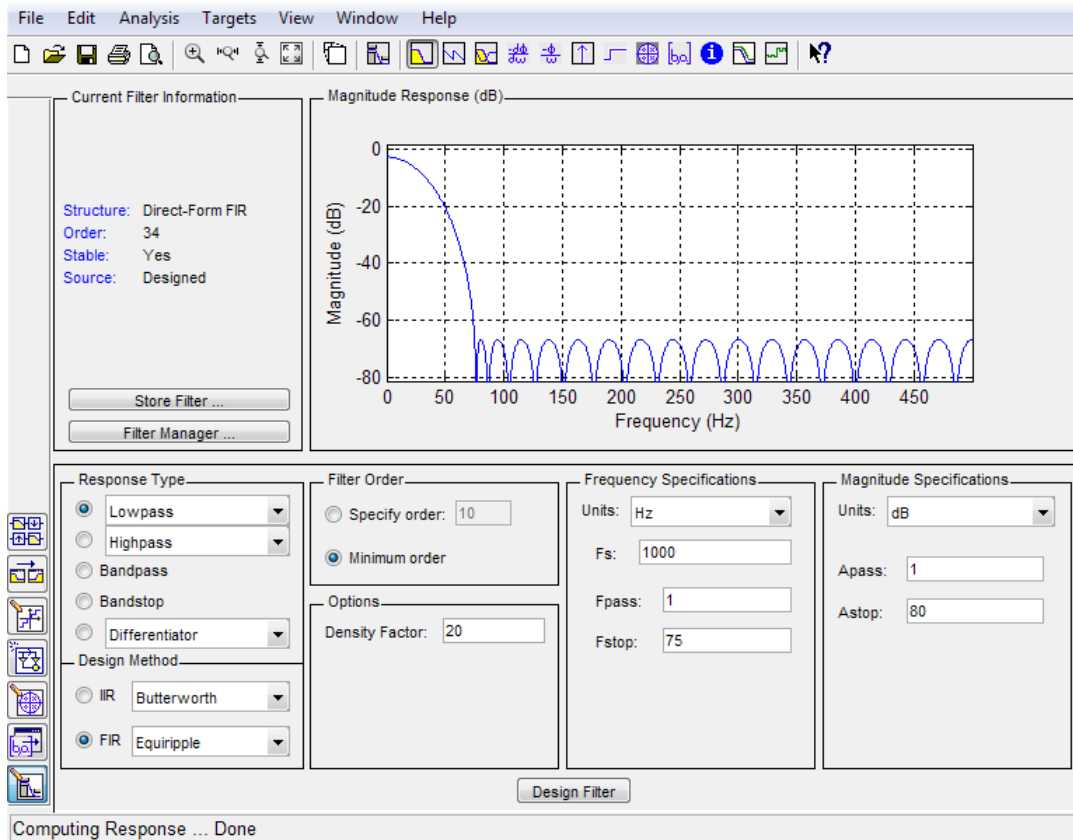 File Edit Analysis Targets View Window Help
Current Filter Information
Structure: Direct-Form FIR
Order: 34
Stable: Yes
Source: Designed
Store Filter ...
Filter Manager ...
Magnitude Response (dB)
0
-20
-40
-60
-80
Magnitude (dB)
0 50 100 150 200 250 300 350 400 450
Frequency (Hz)
Response Type
Lowpass
Highpass
Bandpass
Bandstop
Differentiator
Design Method
IIR Butterworth
FIR Equiripple
Filter Order
Specify order: 10
Minimum order
Options
Density Factor: 20
Frequency Specifications
Units: Hz
Fs: 1000
Fpass: 1
Fstop: 75
Magnitude Specifications
Units: dB
Apass: 1
Astop: 80
Design Filter
Computing Response ... Done